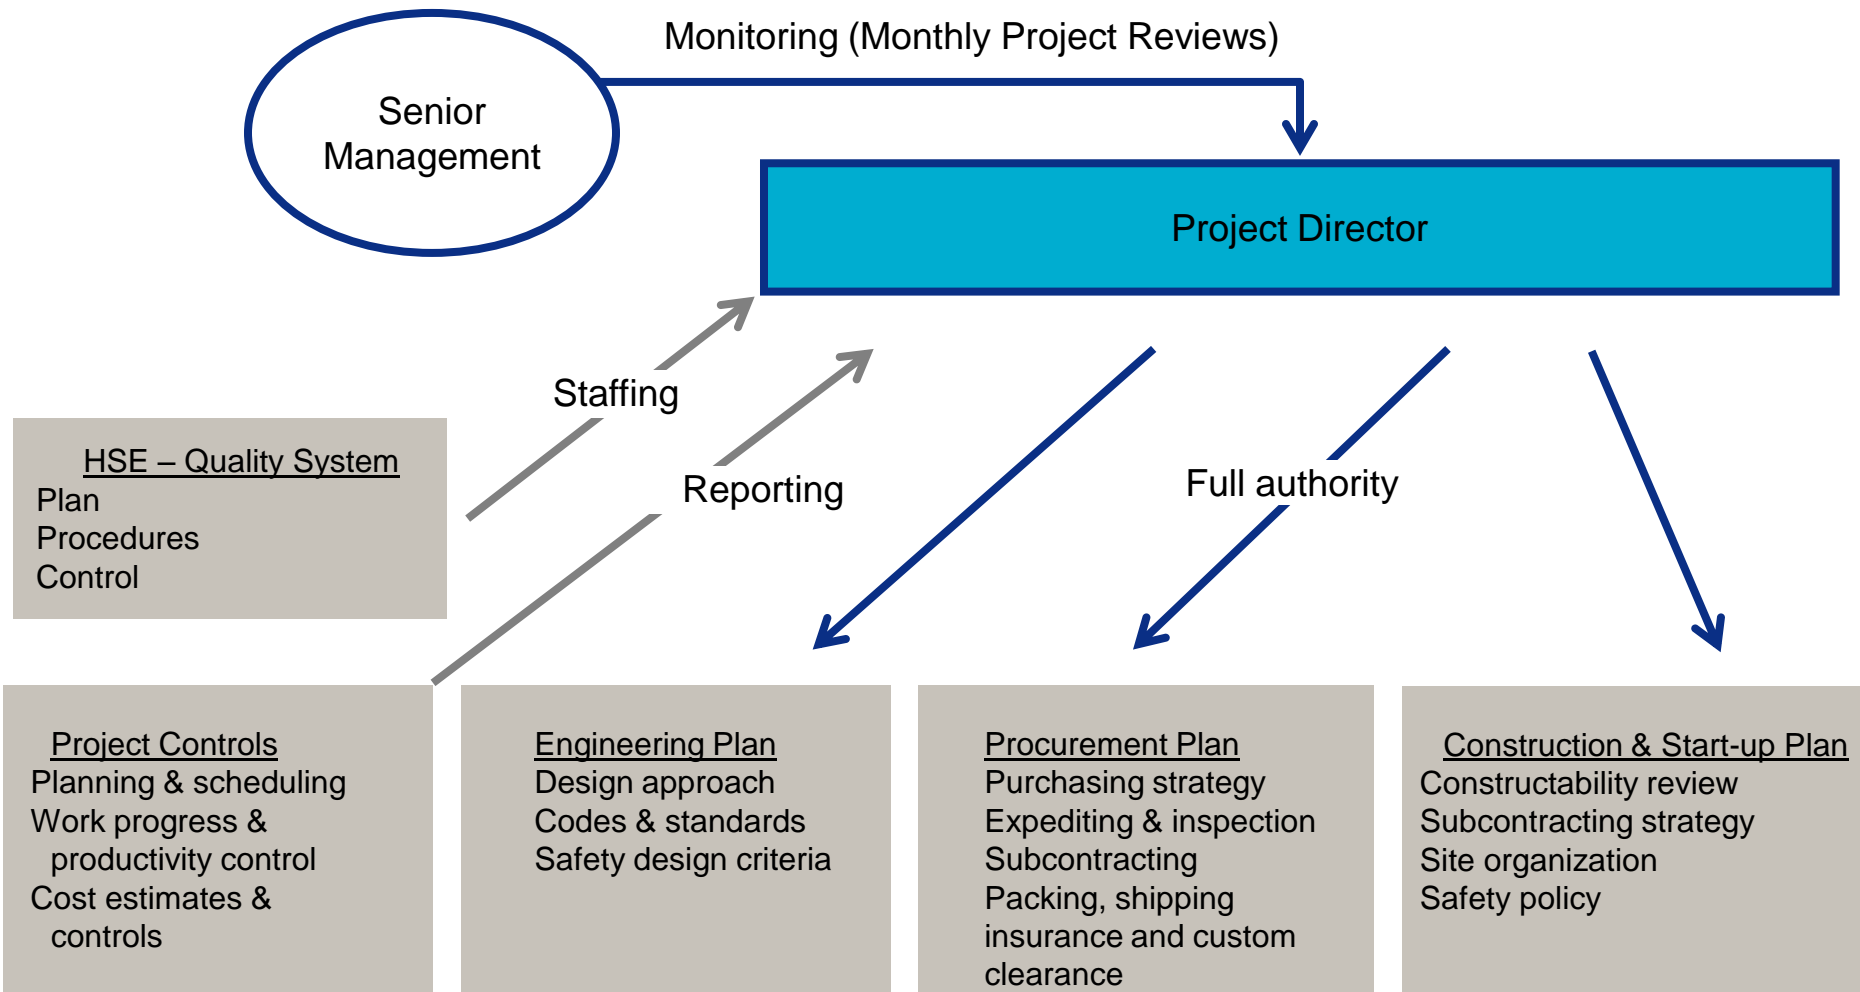 Monitoring (Monthly Project Reviews)
Senior
Management
Project Director
Staffing
Reporting
Full authority
HSE – Quality System
Plan
Procedures
Control
Project Controls
Planning & scheduling
Work progress &
productivity control
Cost estimates &
controls
Engineering Plan
Design approach
Codes & standards
Safety design criteria
Procurement Plan
Purchasing strategy
Expediting & inspection
Subcontracting
Packing, shipping
insurance and custom
clearance
Construction & Start-up Plan
Constructability review
Subcontracting strategy
Site organization
Safety policy